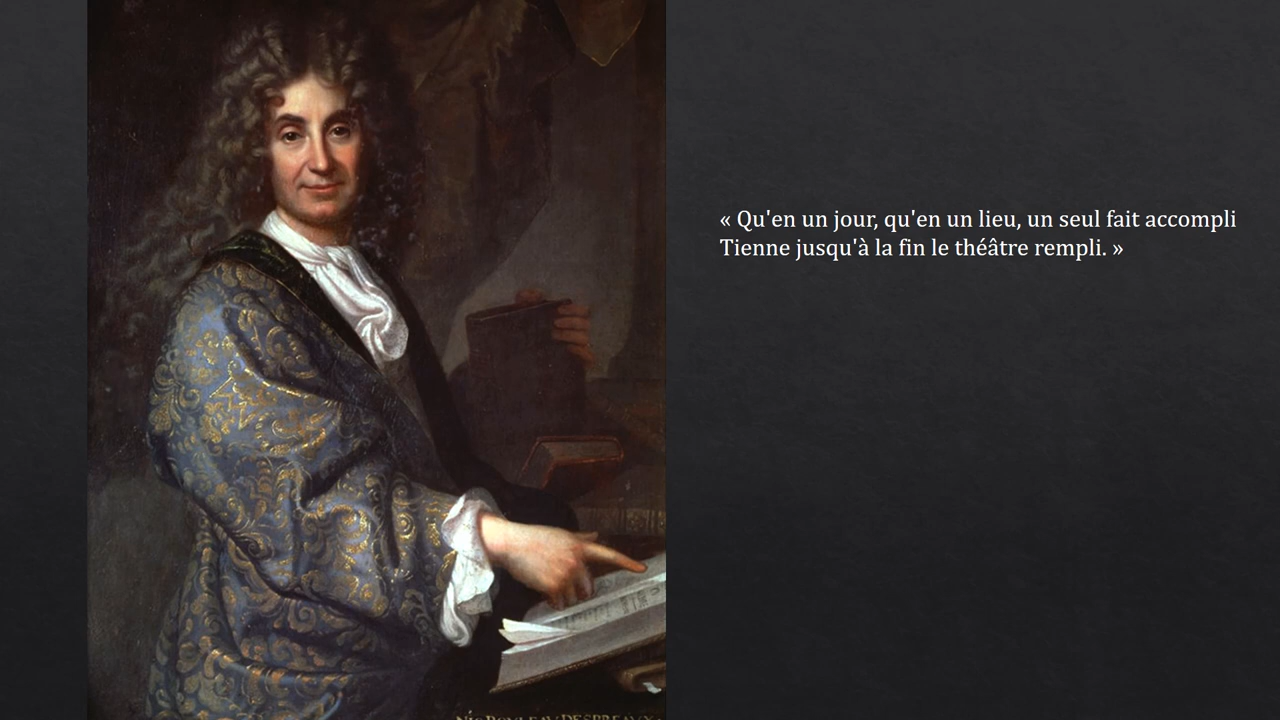 « Qu'en un jour, qu'en un lieu, un seul fait accompli
Tienne jusqu'à la fin le théâtre rempli. »